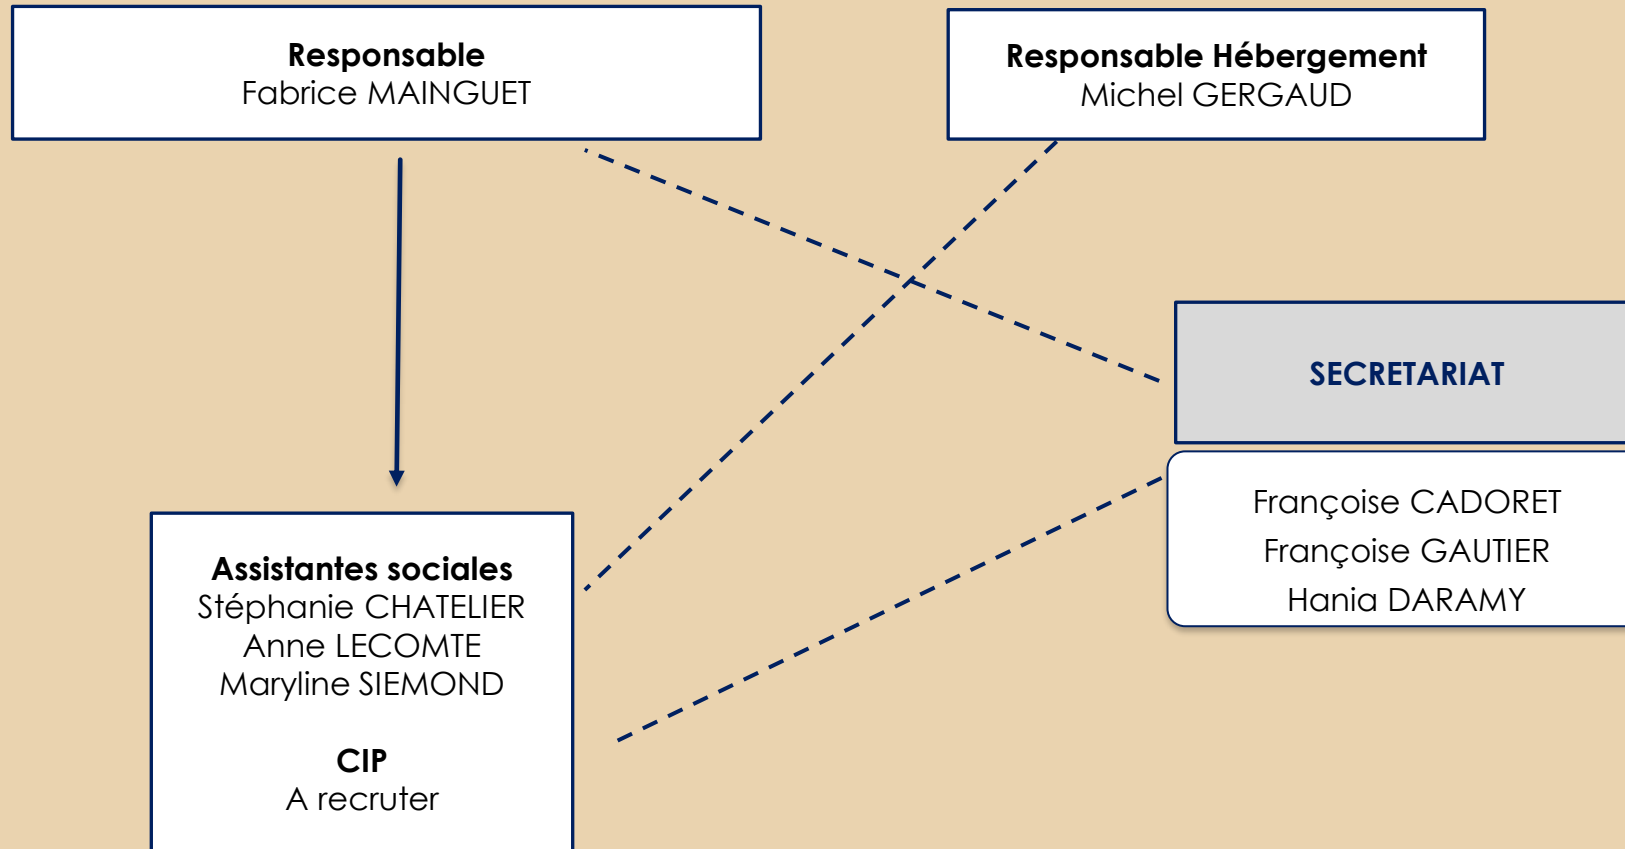 Responsable
Fabrice MAINGUET
Responsable Hébergement
Michel GERGAUD
SECRETARIAT
Françoise CADORET
Françoise GAUTIER
Hania DARAMY
Assistantes sociales
Stéphanie CHATELIER
Anne LECOMTE
Maryline SIEMOND
CIP
A recruter